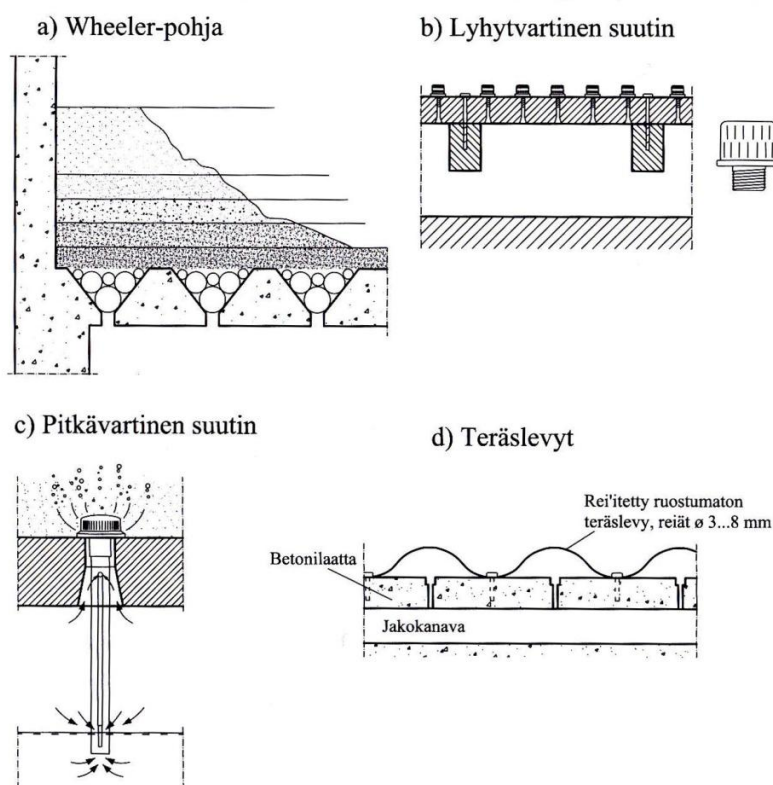 a) Wheeler-pohja
b) Lyhytvartinen suutin
c) Pitkävartinen suutin
d) Teräslevyt
Rei'itetty ruostumaton
teräslevy, reiät ø 3...8 mm
Betonilaatta
Jakokanava